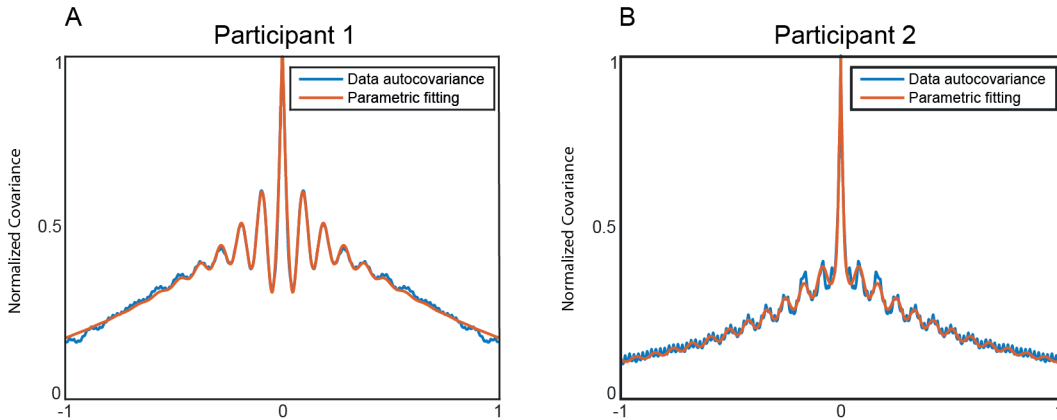 A
Participant 1
Normalized Covariance
1
0.5
0
-1
0
1
Data autocovariance
Parametric fitting
B
Participant 2
Normalized Covariance
1
0.5
0
-1
0
1
Data autocovariance
Parametric fitting